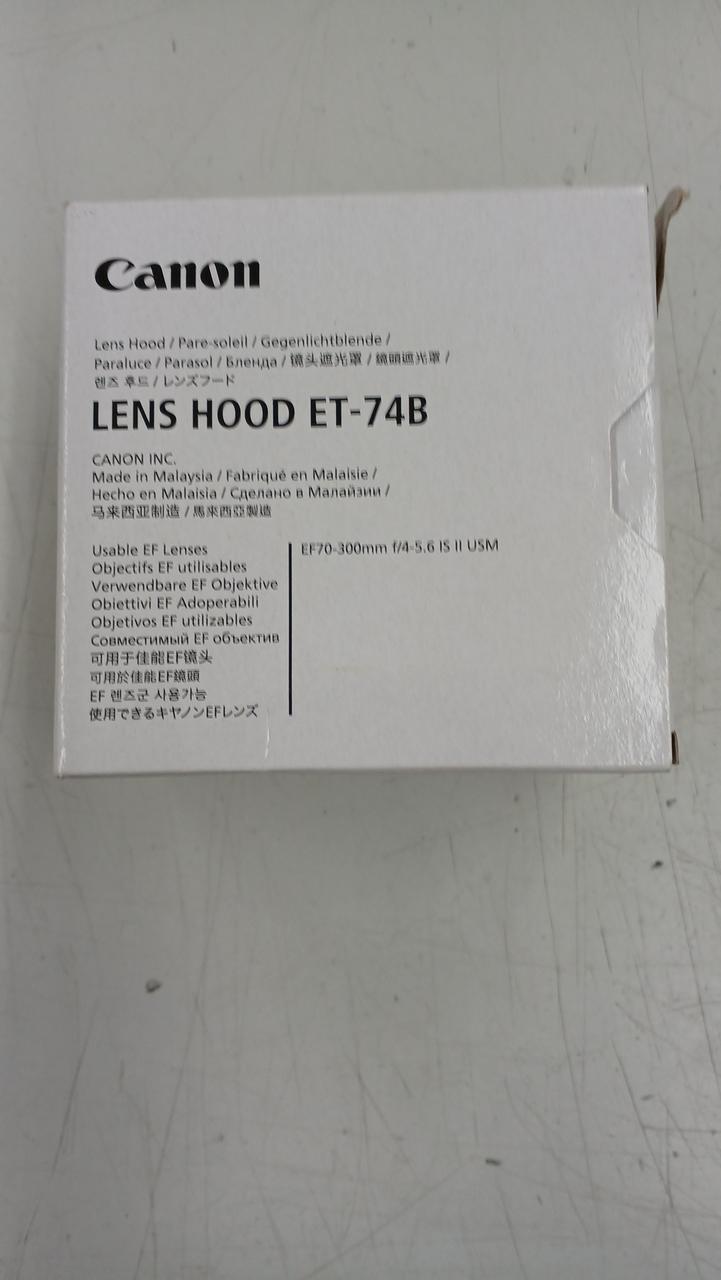 Canon
Lens Hood / Pare-soleil / Gegenlichtblende /
Paraluce / Parasol / Бленда / 镜头遮光罩 / 鏡頭遮光罩 /
렌즈 후드 / レンズフード
LENS HOOD ET-74B
CANON INC.
Made in Malaysia / Fabriqué en Malaisie /
Hecho en Malaisia / Сделано в Малайзии /
马来西亚制造 / 馬來西亞製造
Usable EF Lenses
Objectifs EF utilisables
Verwendbare EF Objektive
Obiettivi EF Adoperabili
Objetivos EF utilizables
Совместимый EF объектив
可用于佳能EF镜头
可用於佳能EF鏡頭
EF 렌즈군 사용가능
使用できるキヤノンEFレンズ
EF70-300mm f/4-5.6 IS II USM